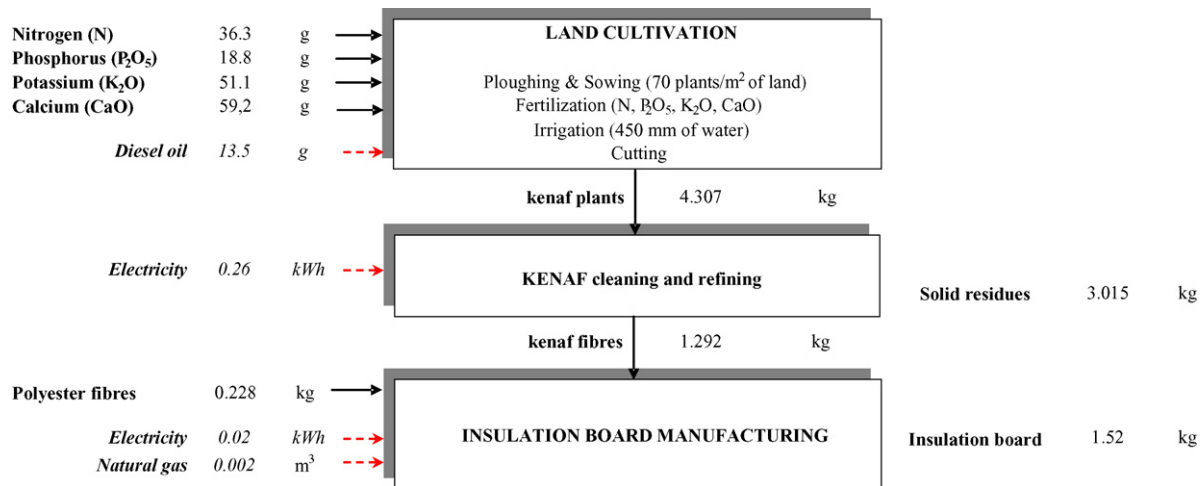 LAND CULTIVATION
Nitrogen (N) 36.3 g
Phosphorus (P₂O₅) 18.8 g
Potassium (K₂O) 51.1 g
Calcium (CaO) 59,2 g
Diesel oil 13.5 g
Ploughing & Sowing (70 plants/m² of land)
Fertilization (N, P₂O₅, K₂O, CaO)
Irrigation (450 mm of water)
Cutting
kenaf plants 4.307 kg
Electricity 0.26 kWh
KENAF cleaning and refining
Solid residues 3.015 kg
kenaf fibres 1.292 kg
Polyester fibres 0.228 kg
Electricity 0.02 kWh
Natural gas 0.002 m³
INSULATION BOARD MANUFACTURING
Insulation board 1.52 kg